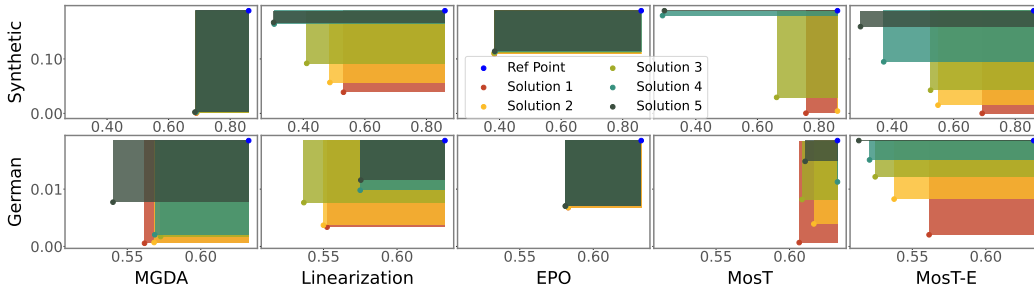 Synthetic
0.10
0.00
0.40 0.60 0.80
0.40 0.60 0.80
0.40 0.60 0.80
0.40 0.60 0.80
0.40 0.60 0.80
Ref Point
Solution 1
Solution 2
Solution 3
Solution 4
Solution 5
German
0.01
0.00
0.55 0.60
0.55 0.60
0.55 0.60
0.55 0.60
0.55 0.60
MGDA
Linearization
EPO
MosT
MosT-E